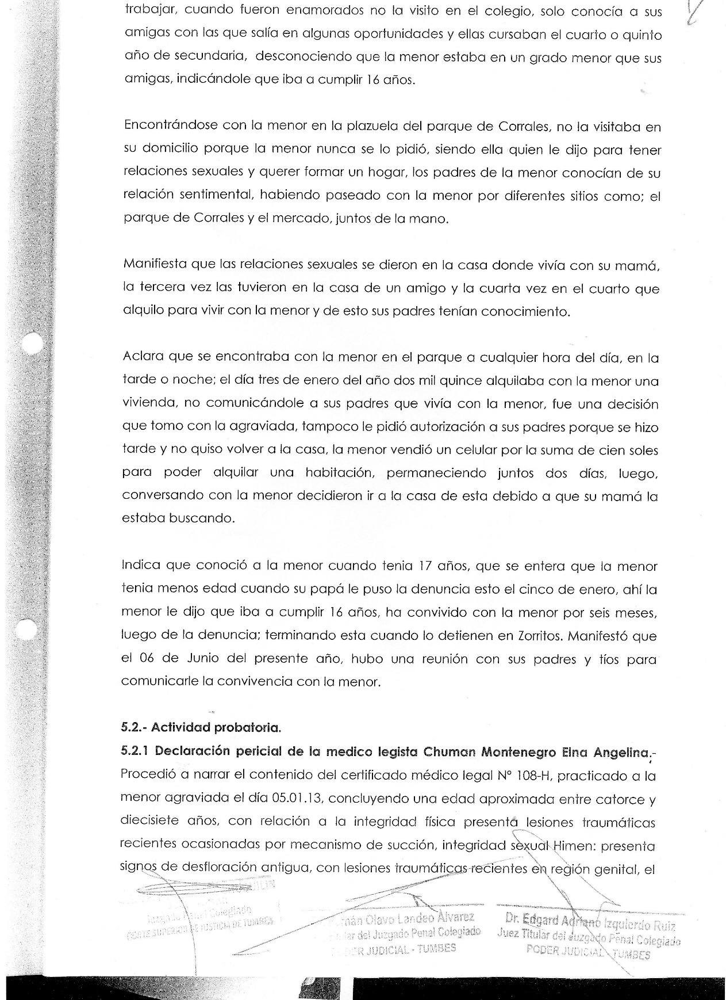 trabajar, cuando fueron enamorados no la visito en el colegio, solo conocía a sus
amigas con las que salía en algunas oportunidades y ellas cursaban el cuarto o quinto
año de secundaria, desconociendo que la menor estaba en un grado menor que sus
amigas, indicándole que iba a cumplir 16 años.
Encontrándose con la menor en la plazuela del parque de Corrales, no la visitaba en
su domicilio porque la menor nunca se lo pidió, siendo ella quien le dijo para tener
relaciones sexuales y querer formar un hogar, los padres de la menor conocían de su
relación sentimental, habiendo paseado con la menor por diferentes sitios como; el
parque de Corrales y el mercado, juntos de la mano.
Manifiesta que las relaciones sexuales se dieron en la casa donde vivía con su mamá,
la tercera vez las tuvieron en la casa de un amigo y la cuarta vez en el cuarto que
alquilo para vivir con la menor y de esto sus padres tenían conocimiento.
Aclara que se encontraba con la menor en el parque a cualquier hora del día, en la
tarde o noche; el día tres de enero del año dos mil quince alquilaba con la menor una
vivienda, no comunicándole a sus padres que vivía con la menor, fue una decisión
que tomo con la agraviada, tampoco le pidió autorización a sus padres porque se hizo
tarde y no quiso volver a la casa, la menor vendió un celular por la suma de cien soles
para poder alquilar una habitación, permaneciendo juntos dos días, luego,
conversando con la menor decidieron ir a la casa de esta debido a que su mamá la
estaba buscando.
Indica que conoció a la menor cuando tenia 17 años, que se entera que la menor
tenia menos edad cuando su papá le puso la denuncia esto el cinco de enero, ahí la
menor le dijo que iba a cumplir 16 años, ha convivido con la menor por seis meses,
luego de la denuncia; terminando esta cuando lo detienen en Zorritos. Manifestó que
el 06 de Junio del presente año, hubo una reunión con sus padres y tíos para
comunicarle la convivencia con la menor.
5.2.- Actividad probatoria.
5.2.1 Declaración pericial de la medico legista Chuman Montenegro Elna Angelina.-
Procedió a narrar el contenido del certificado médico legal N° 108-H, practicado a la
menor agraviada el día 05.01.13, concluyendo una edad aproximada entre catorce y
diecisiete años, con relación a la integridad física presentá lesiones traumáticas
recientes ocasionadas por mecanismo de succión, integridad sexual Himen: presenta
signos de desfloración antigua, con lesiones traumáticas recientes en región genital, el
Colegiado
CORTE SUPERIOR DE JUSTICIA DE TUMBES
Olavo Landeo Alvarez
del Juzgado Penal Colegiado
JUDICIAL - TUMBES
Dr. Edgard Adriano Izquierdo Ruiz
Juez Titular del Juzgado Penal Colegiado
PODER JUDICIAL - TUMBES